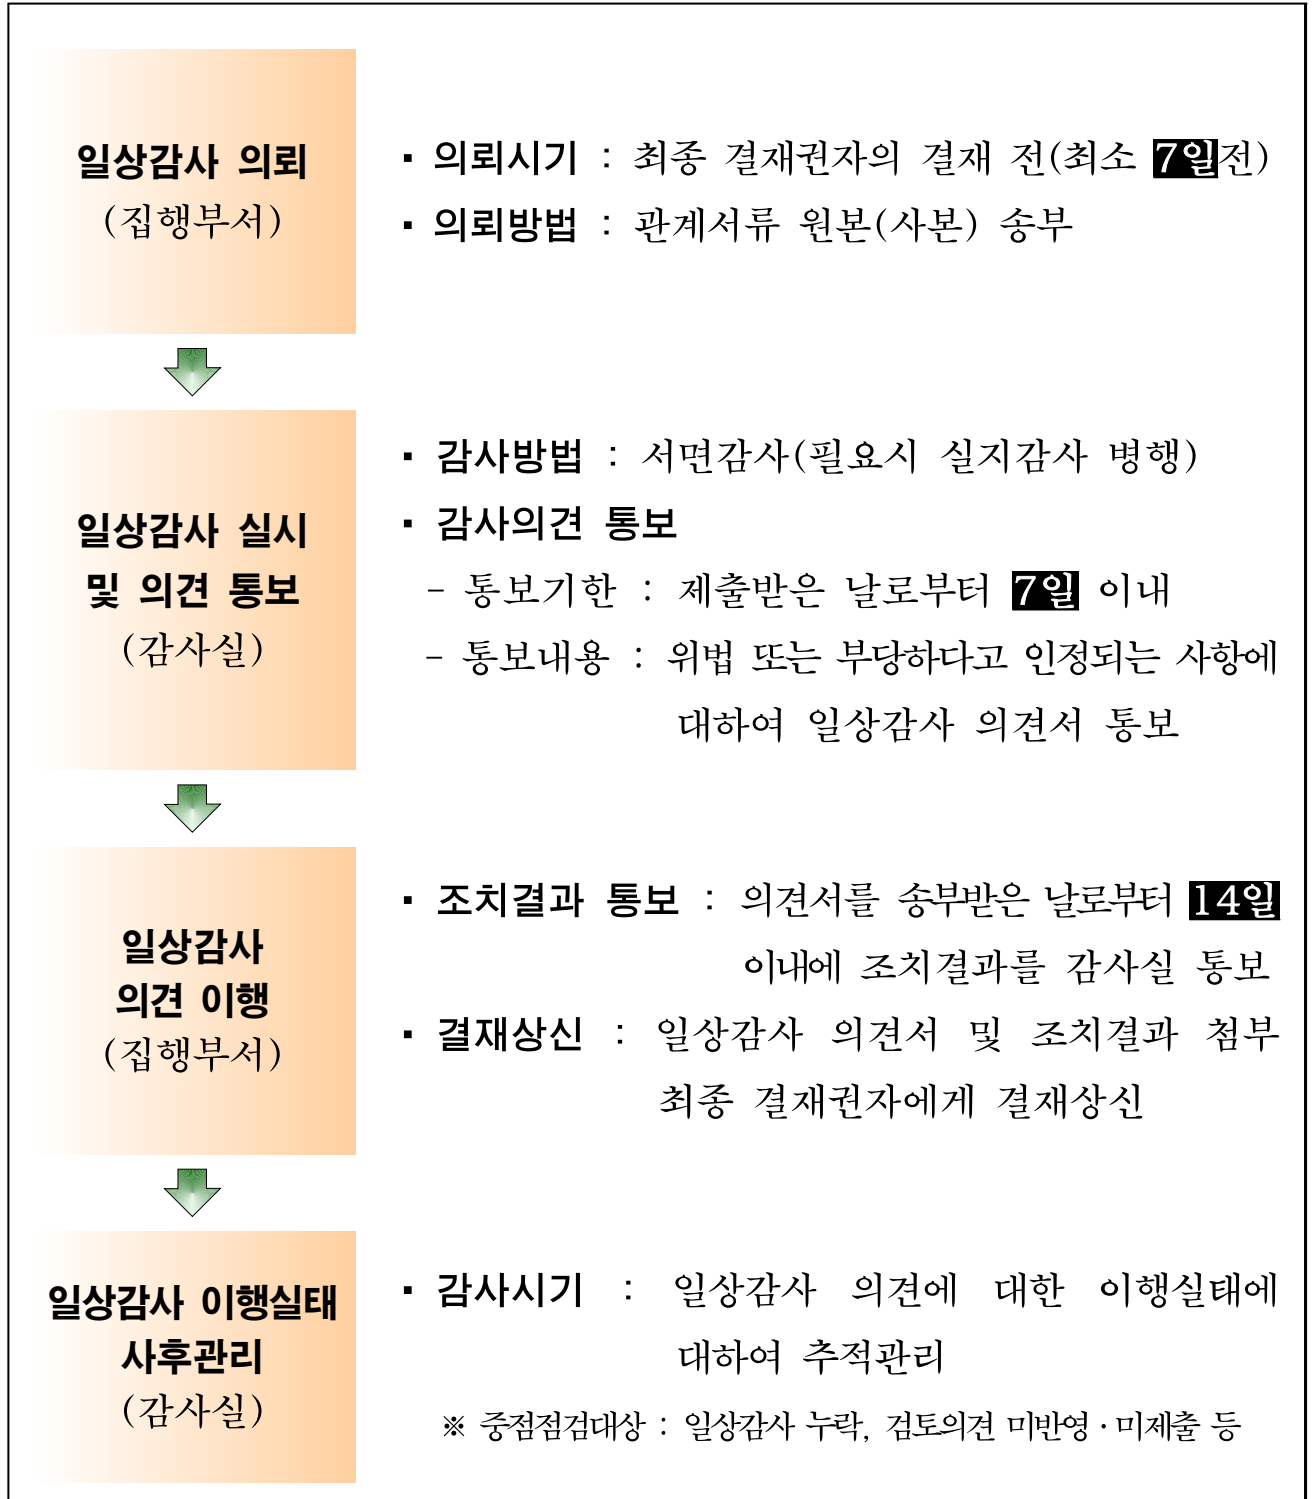 일상감사 의뢰
(집행부서)
▪ 의뢰시기 : 최종 결재권자의 결재 전(최소 7일전)
▪ 의뢰방법 : 관계서류 원본(사본) 송부
일상감사 실시
및 의견 통보
(감사실)
▪ 감사방법 : 서면감사(필요시 실지감사 병행)
▪ 감사의견 통보
- 통보기한 : 제출받은 날로부터 7일 이내
- 통보내용 : 위법 또는 부당하다고 인정되는 사항에
대하여 일상감사 의견서 통보
일상감사
의견 이행
(집행부서)
▪ 조치결과 통보 : 의견서를 송부받은 날로부터 14일
이내에 조치결과를 감사실 통보
▪ 결재상신 : 일상감사 의견서 및 조치결과 첨부
최종 결재권자에게 결재상신
일상감사 이행실태
사후관리
(감사실)
▪ 감사시기 : 일상감사 의견에 대한 이행실태에
대하여 추적관리
※ 중점점검대상 : 일상감사 누락, 검토의견 미반영·미제출 등